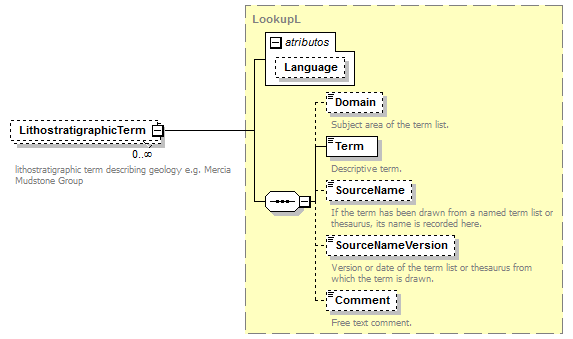 LookupL
atributos
Language
LithostratigraphicTerm
0..∞
lithostratigraphic term describing geology e.g. Mercia
Mudstone Group
Domain
Subject area of the term list.
Term
Descriptive term.
SourceName
If the term has been drawn from a named term list or
thesaurus, its name is recorded here.
SourceNameVersion
Version or date of the term list or thesaurus from
which the term is drawn.
Comment
Free text comment.